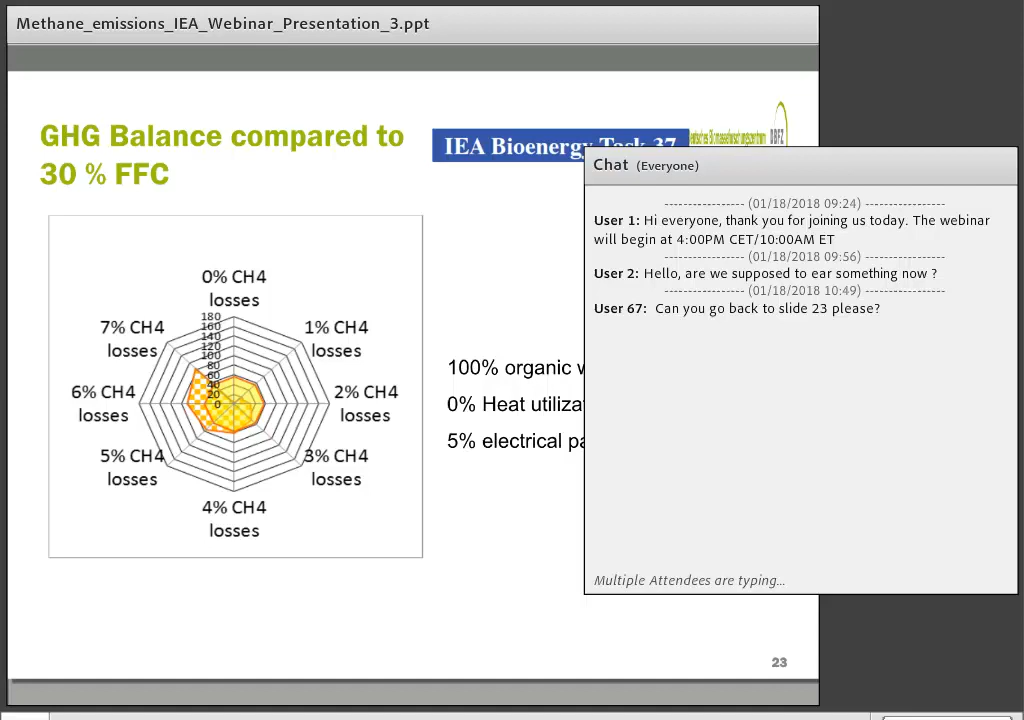 Methane_emissions_IEA_Webinar_Presentation_3.ppt
GHG Balance compared to
30 % FFC
IEA Bioenergy Task 37
DBFZ
0% CH4
losses
7% CH4
losses
1% CH4
losses
6% CH4
losses
2% CH4
losses
5% CH4
losses
3% CH4
losses
4% CH4
losses
180
160
140
120
100
80
60
40
20
0
100% organic
0% Heat
5% electrical
Chat (Everyone)
----------------- (01/18/2018 09:24) -----------------
User 1: Hi everyone, thank you for joining us today. The webinar
will begin at 4:00PM CET/10:00AM ET
----------------- (01/18/2018 09:56) -----------------
User 2: Hello, are we supposed to ear something now ?
----------------- (01/18/2018 10:49) -----------------
User 67: Can you go back to slide 23 please?
Multiple Attendees are typing...
23